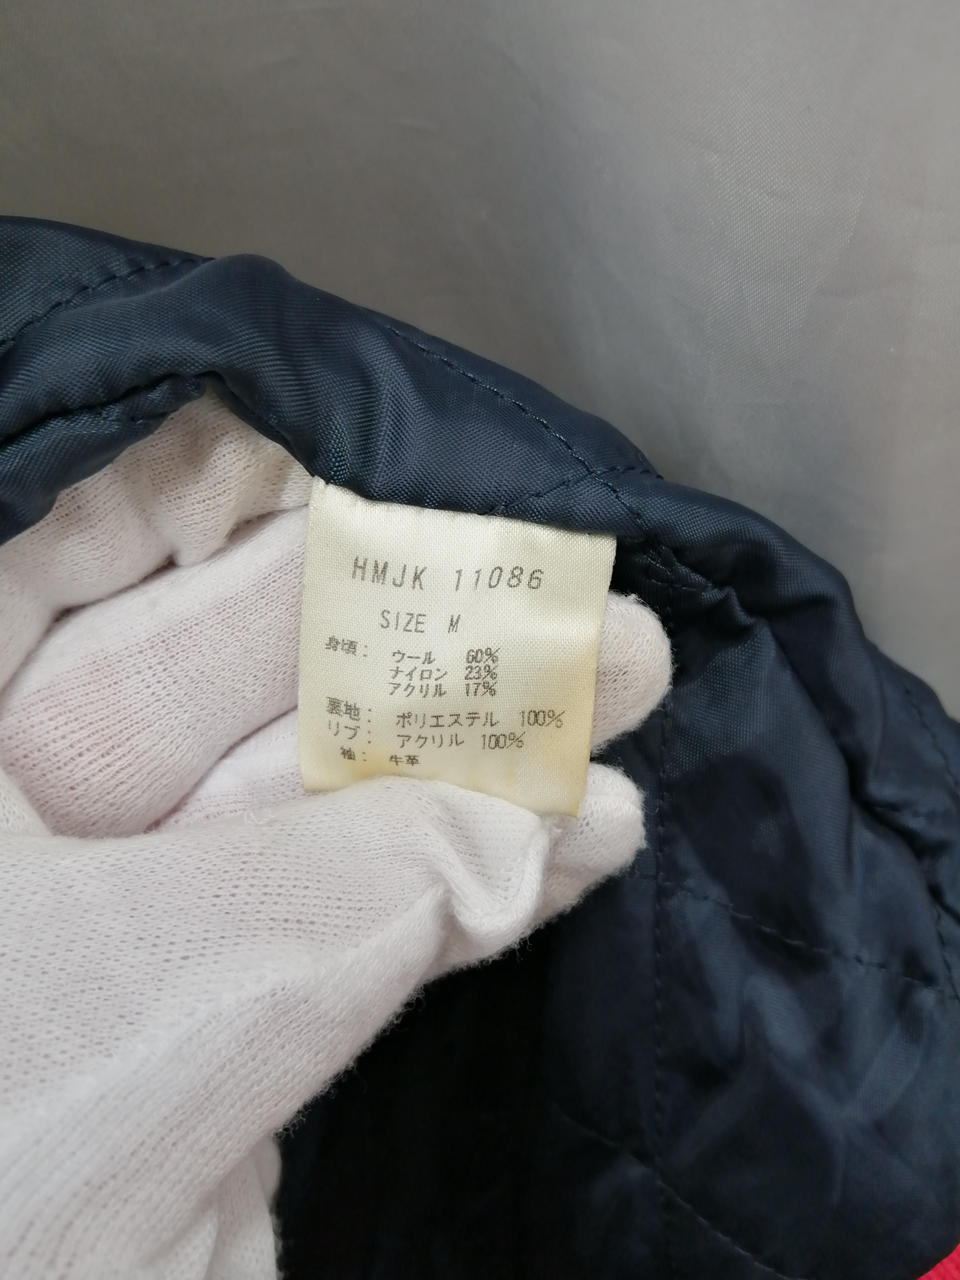 HMJK 11086
SIZE M
身頃： ウール 60%
ナイロン 23%
アクリル 17%
裏地： ポリエステル 100%
リブ： アクリル 100%
袖： 牛革